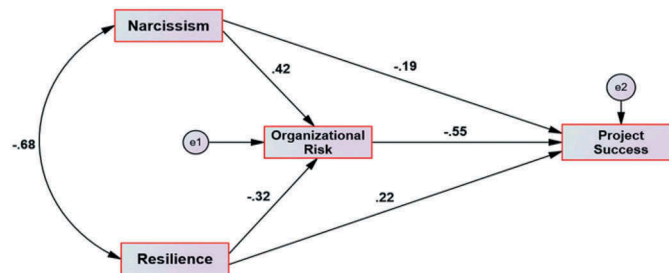 Narcissism
-.19
.42
e2
-.68
e1
Organizational
Risk
-.55
Project
Success
-.32
.22
Resilience